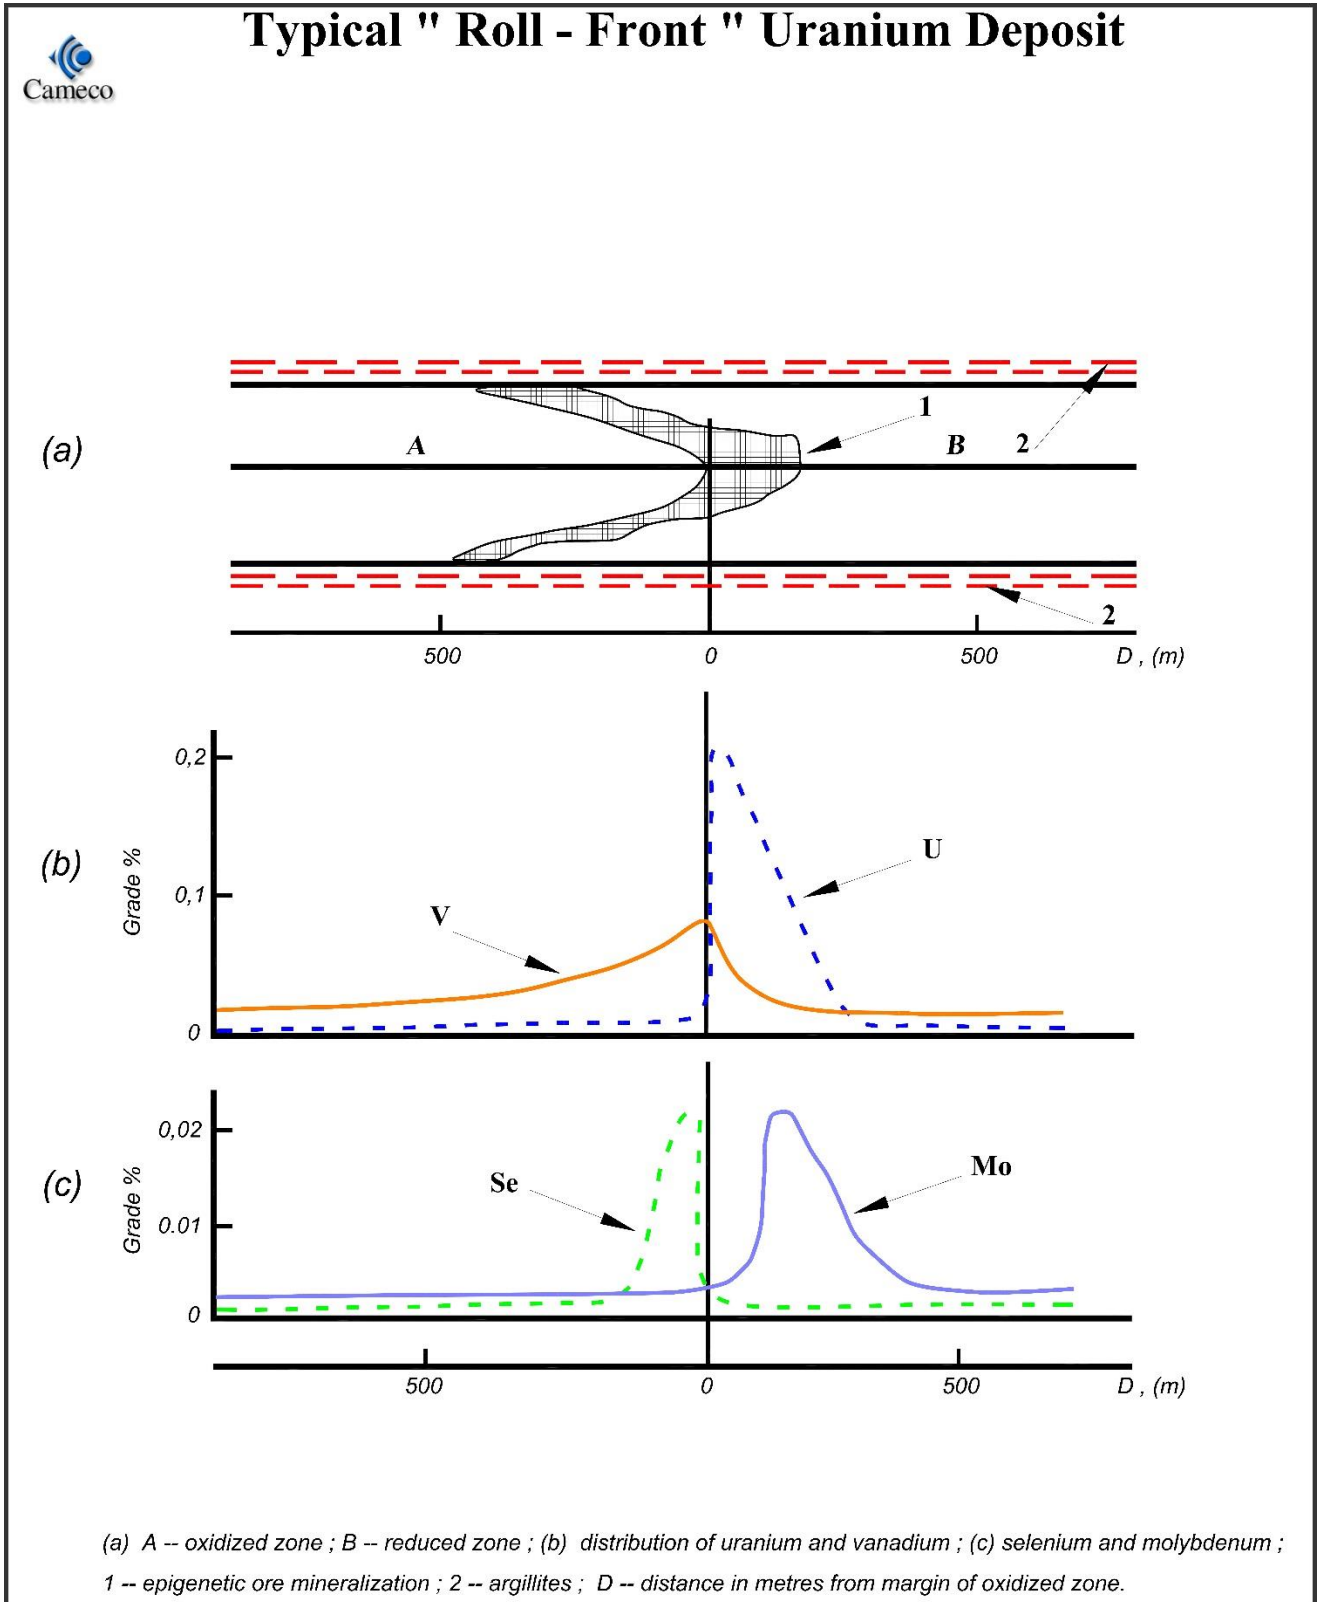 Typical " Roll - Front " Uranium Deposit
Cameco
(a)
A
1
B
2
2
500
0
500
D , (m)
(b)
Grade %
0,2
0,1
0
V
U
(c)
Grade %
0,02
0.01
0
Se
Mo
500
0
500
D , (m)
(a) A -- oxidized zone ; B -- reduced zone ; (b) distribution of uranium and vanadium ; (c) selenium and molybdenum ;
1 -- epigenetic ore mineralization ; 2 -- argillites ; D -- distance in metres from margin of oxidized zone.